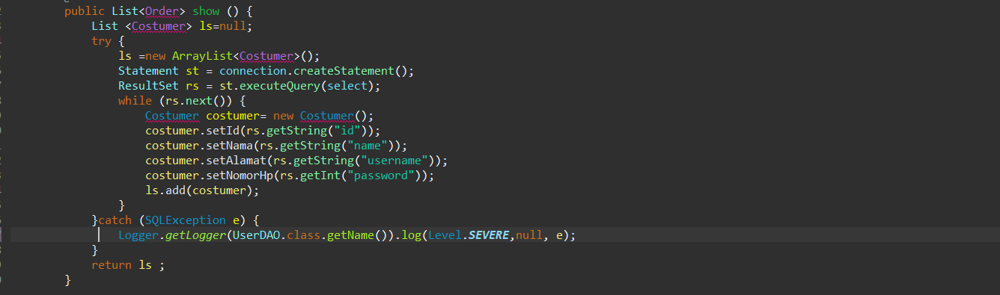 public List<Order> show () {
List <Costumer> ls=null;
try {
ls =new ArrayList<Costumer>();
Statement st = connection.createStatement();
ResultSet rs = st.executeQuery(select);
while (rs.next()) {
Costumer costumer= new Costumer();
costumer.setId(rs.getString("id"));
costumer.setNama(rs.getString("name"));
costumer.setAlamat(rs.getString("username"));
costumer.setNomorHp(rs.getInt("password"));
ls.add(costumer);
}
}catch (SQLException e) {
Logger.getLogger(UserDAO.class.getName()).log(Level.SEVERE,null, e);
}
return ls ;
}